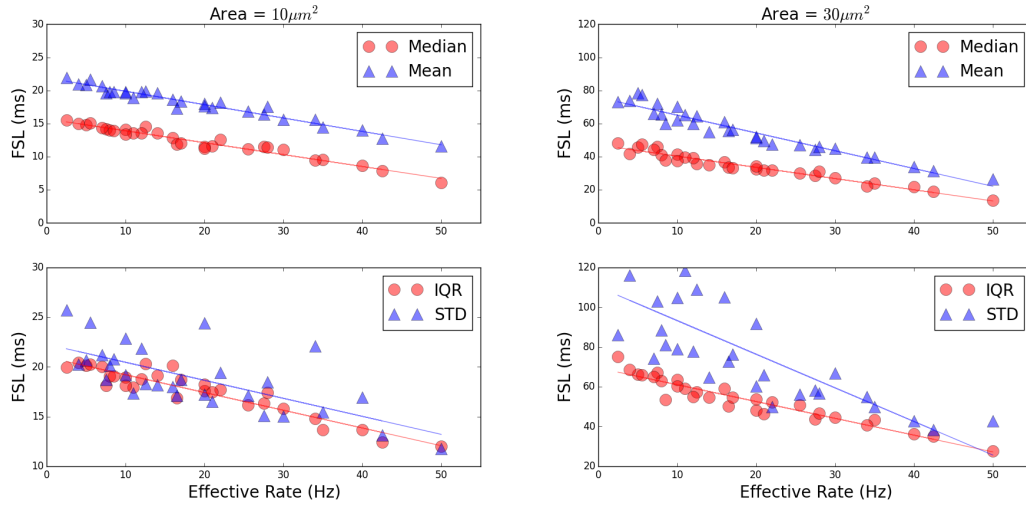 Area = 10μm²
30
25
20
15
10
5
0
FSL (ms)
Median
Mean
0 10 20 30 40 50
Area = 30μm²
120
100
80
60
40
20
0
FSL (ms)
Median
Mean
0 10 20 30 40 50
30
25
20
15
10
FSL (ms)
IQR
STD
0 10 20 30 40 50
Effective Rate (Hz)
120
100
80
60
40
20
FSL (ms)
IQR
STD
0 10 20 30 40 50
Effective Rate (Hz)